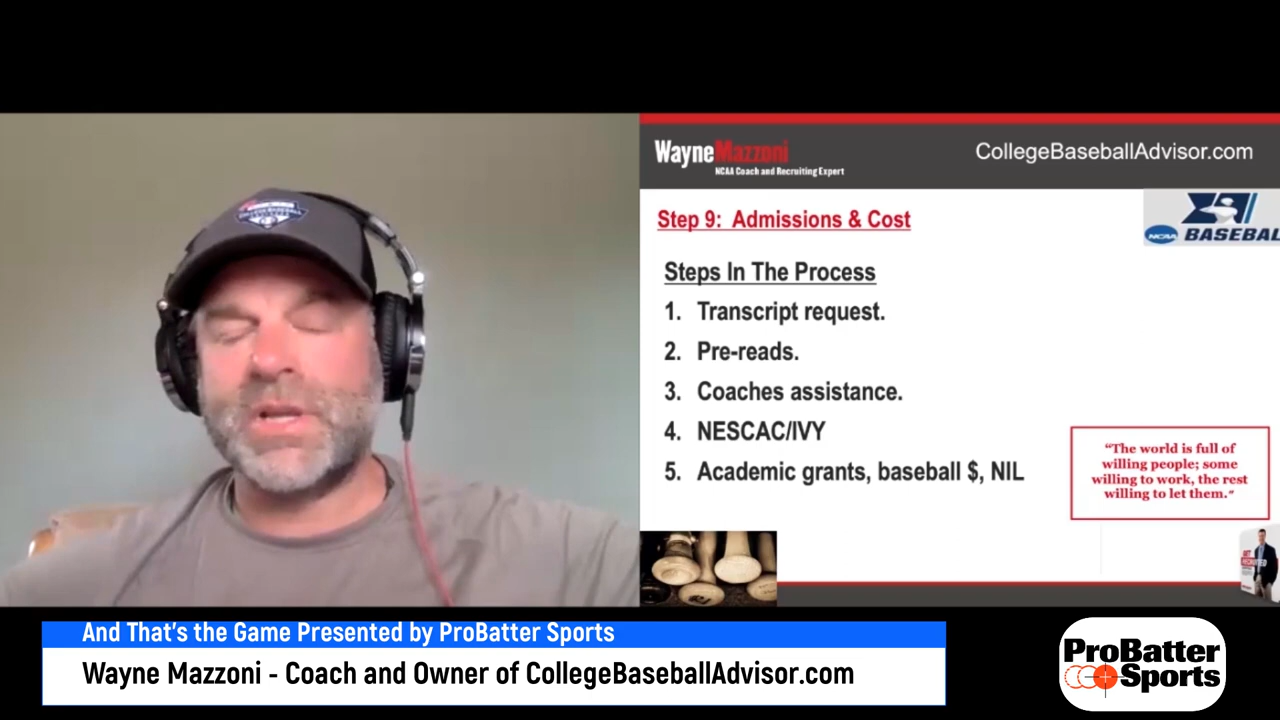 WayneMazzoni
NCAA Coach and Recruiting Expert
CollegeBaseballAdvisor.com
Step 9: Admissions & Cost
NCAA BASEBAL
Steps In The Process
1. Transcript request.
2. Pre-reads.
3. Coaches assistance.
4. NESCAC/IVY
5. Academic grants, baseball $, NIL
“The world is full of
willing people; some
willing to work, the rest
willing to let them.”
And That's the Game Presented by ProBatter Sports
Wayne Mazzoni - Coach and Owner of CollegeBaseballAdvisor.com
ProBatter
Sports